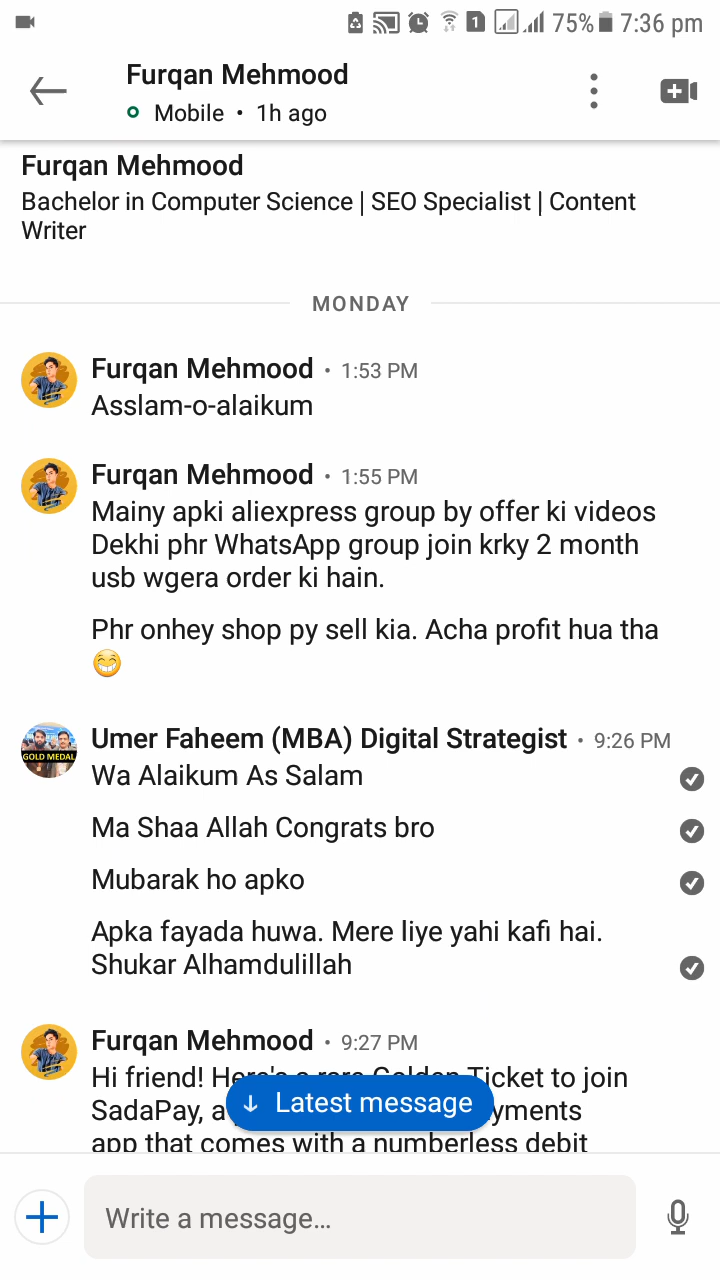 1 75% 7:36 pm
Furqan Mehmood
Mobile • 1h ago
Furqan Mehmood
Bachelor in Computer Science | SEO Specialist | Content
Writer
MONDAY
Furqan Mehmood • 1:53 PM
Asslam-o-alaikum
Furqan Mehmood • 1:55 PM
Mainy apki aliexpress group by offer ki videos
Dekhi phr WhatsApp group join krky 2 month
usb wgera order ki hain.
Phr onhey shop py sell kia. Acha profit hua tha
😁
GOLD MEDAL
Umer Faheem (MBA) Digital Strategist • 9:26 PM
Wa Alaikum As Salam
Ma Shaa Allah Congrats bro
Mubarak ho apko
Apka fayada huwa. Mere liye yahi kafi hai.
Shukar Alhamdulillah
Furqan Mehmood • 9:27 PM
Hi friend! Here's a rare Golden Ticket to join
SadaPay, a
app that comes with a numberless debit
↓ Latest message
Write a message…